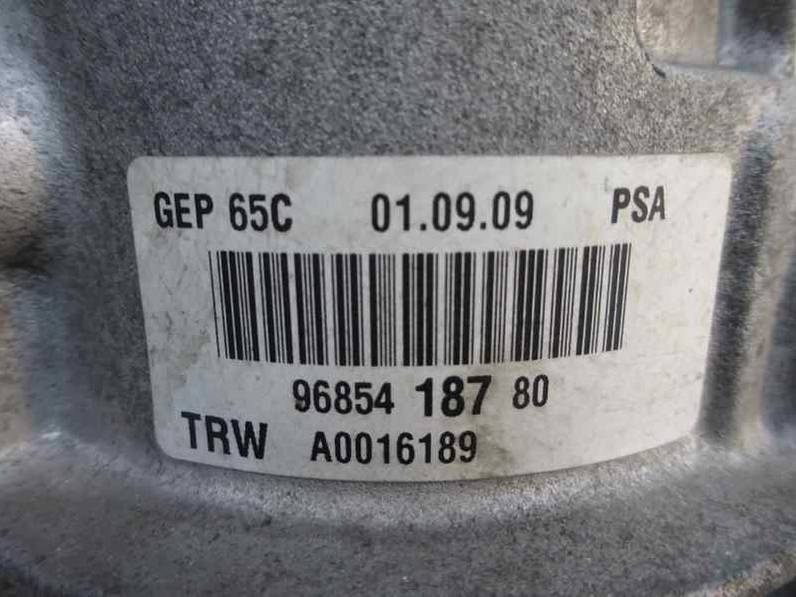 GEP 65C 01.09.09 PSA
96854 187 80
TRW A0016189